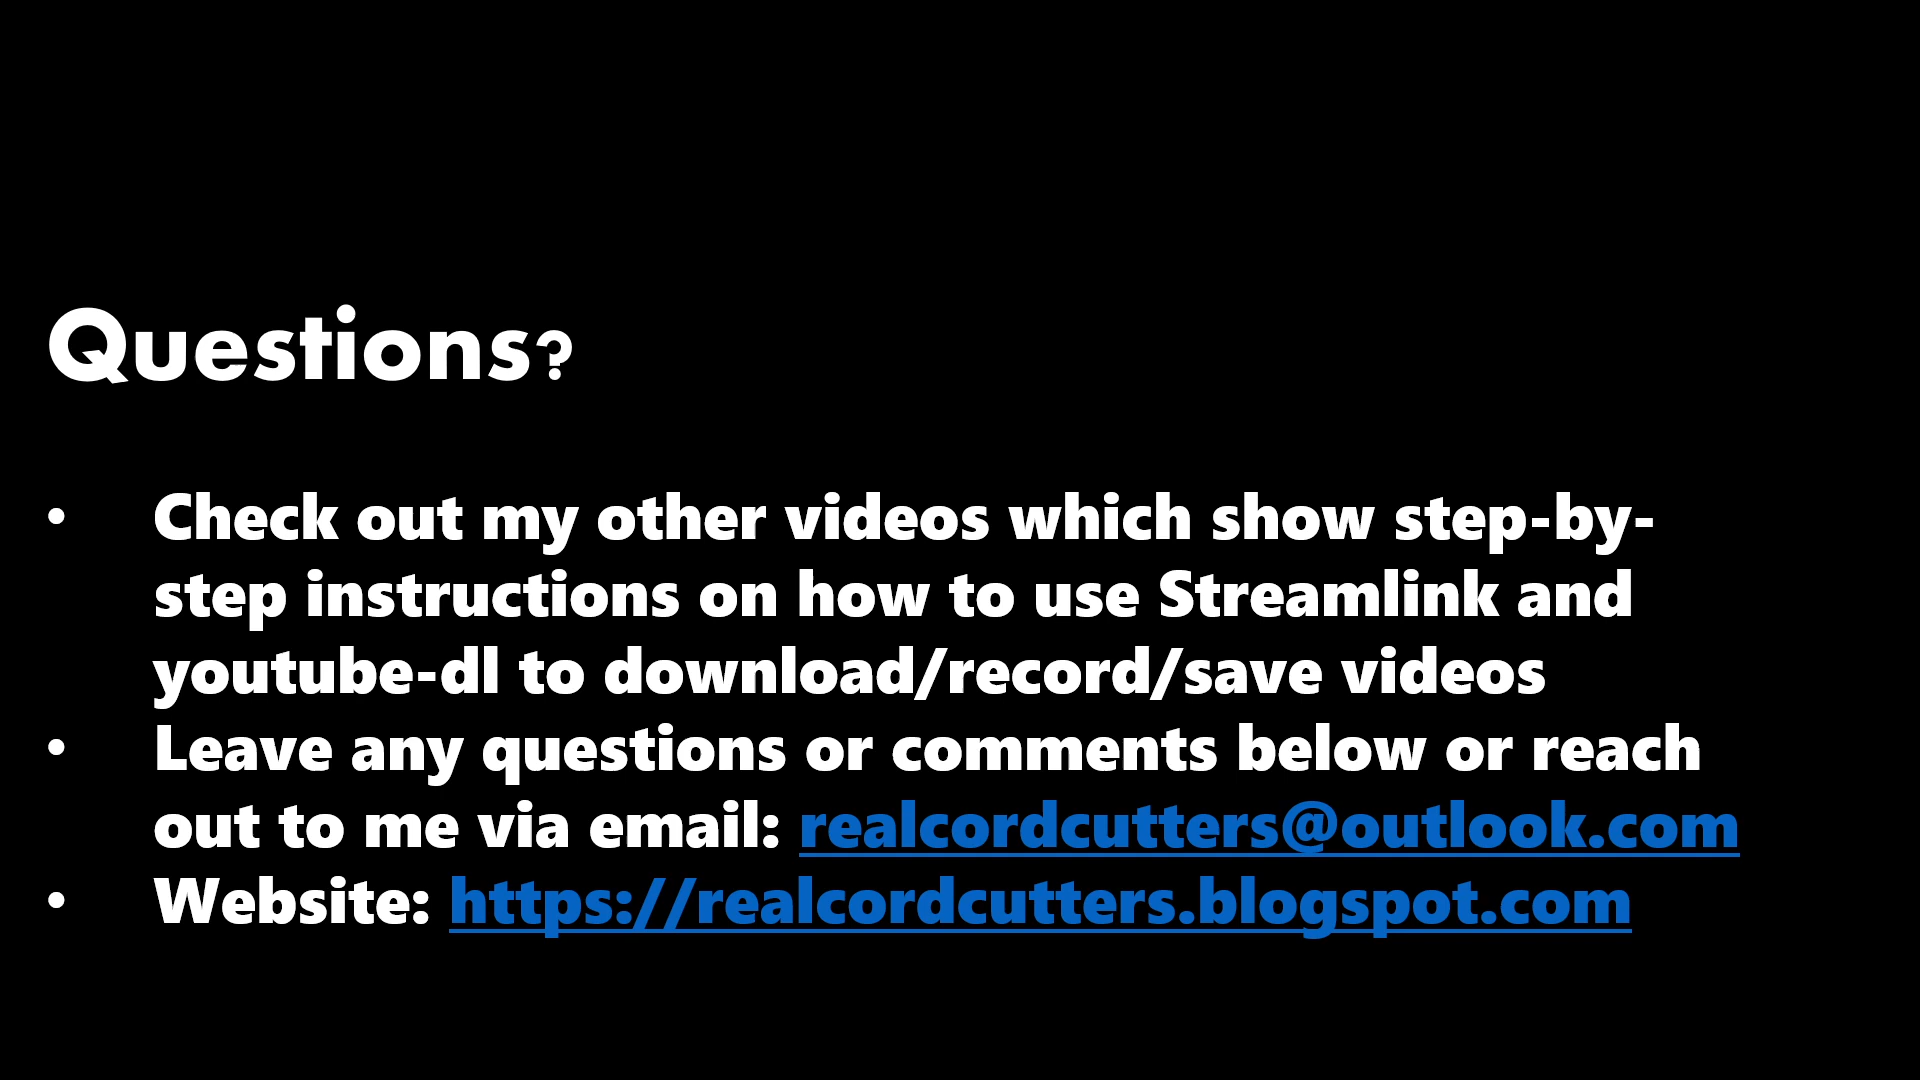 Questions?
• Check out my other videos which show step-by-
step instructions on how to use Streamlink and
youtube-dl to download/record/save videos
• Leave any questions or comments below or reach
out to me via email: realcordcutters@outlook.com
• Website: https://realcordcutters.blogspot.com